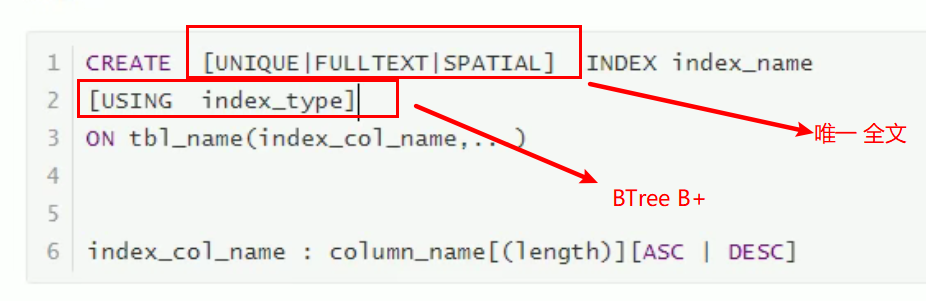 1 CREATE [UNIQUE|FULLTEXT|SPATIAL] INDEX index_name
2 [USING index_type]
3 ON tbl_name(index_col_name,...)
4
5
6 index_col_name : column_name[(length)][ASC | DESC]
唯一 全文
BTree B+